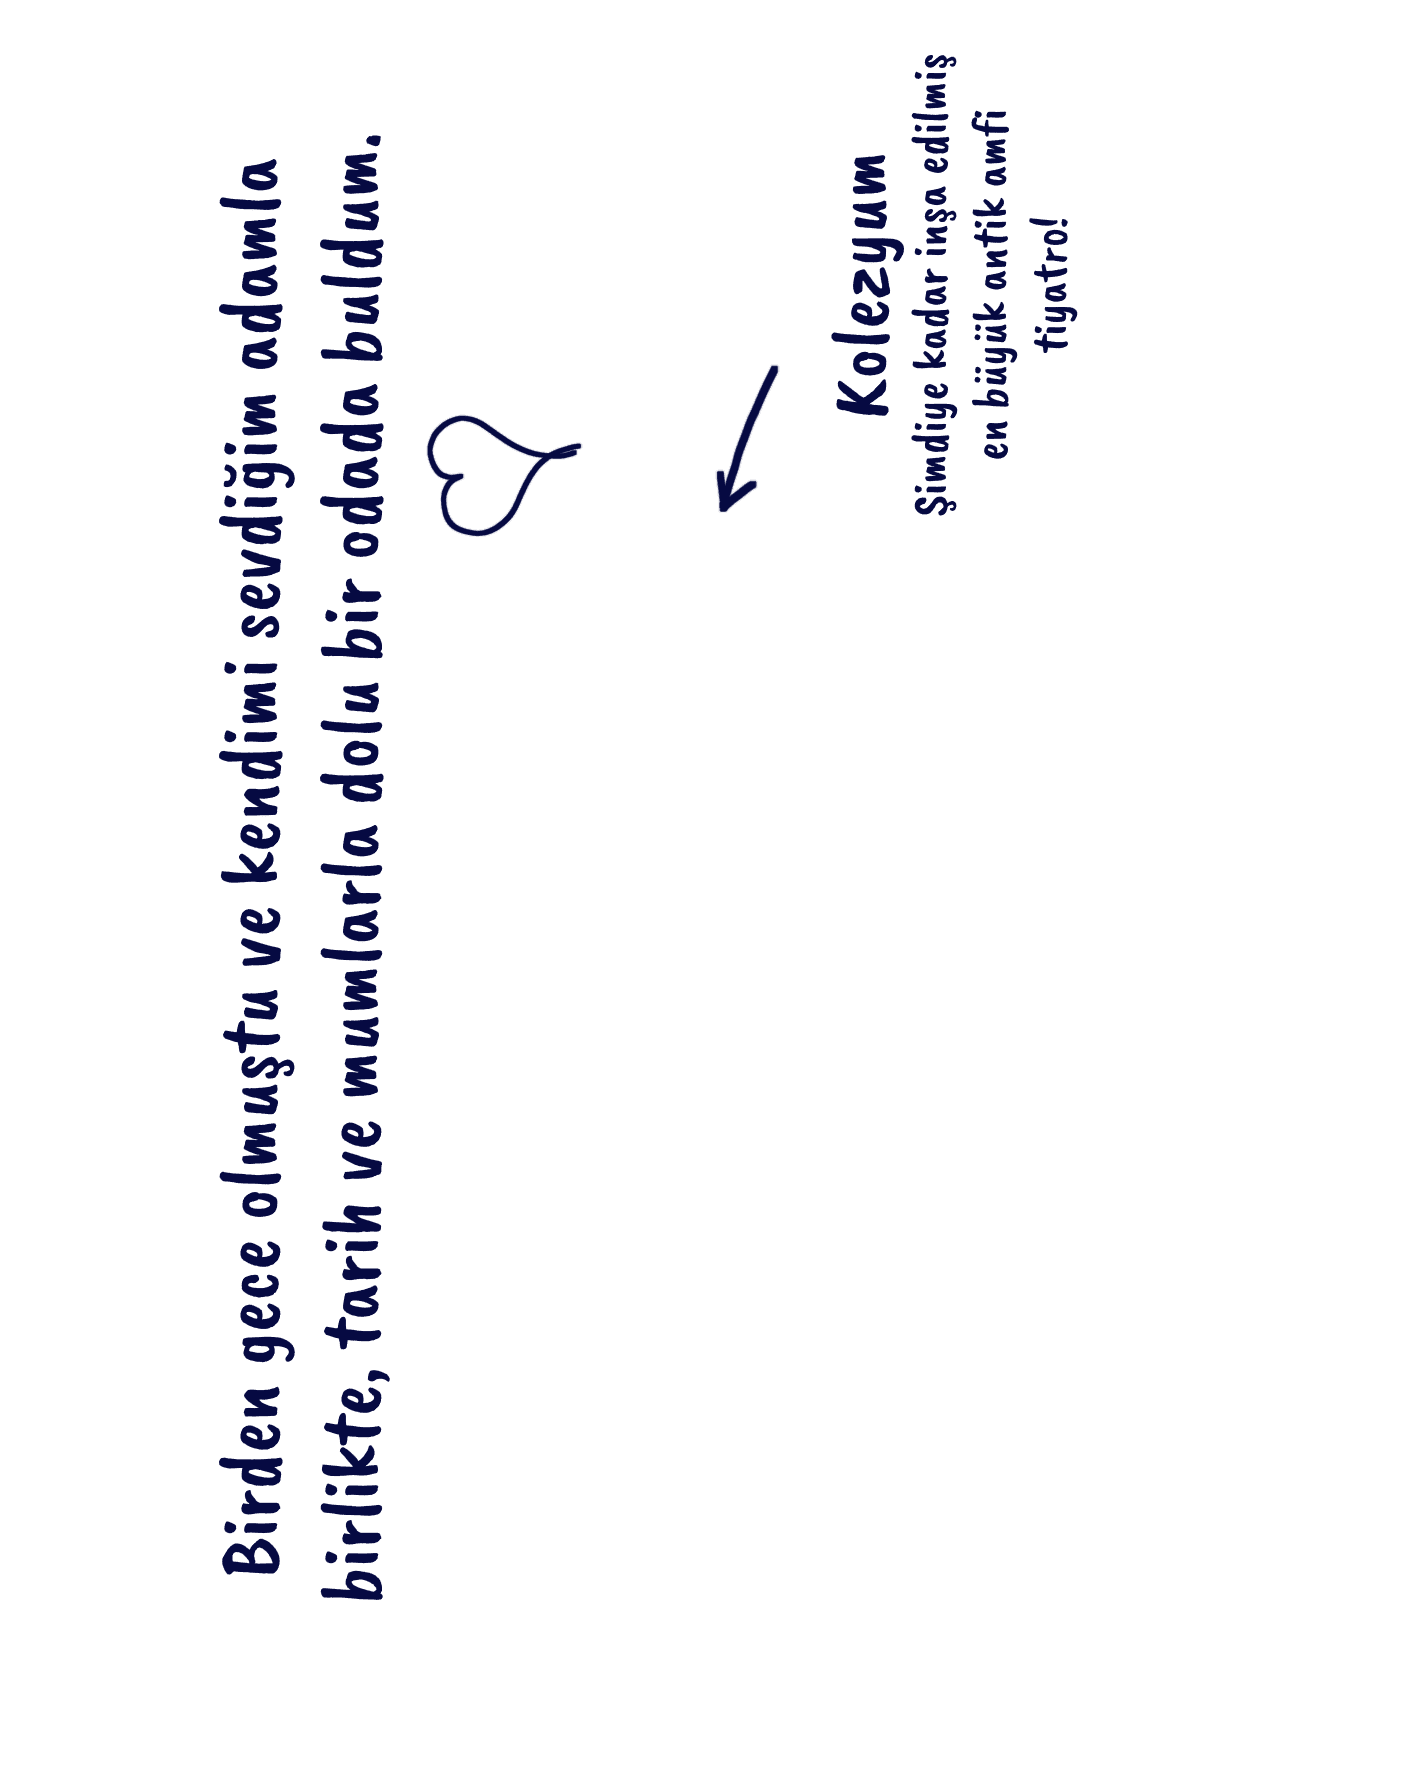 Birden gece olmuştu ve kendimi sevdiğim adamla
birlikte, tarih ve mumlarla dolu bir odada buldum.
Kolezyum
Şimdiye kadar inşa edilmiş
en büyük antik amfi
tiyatro!